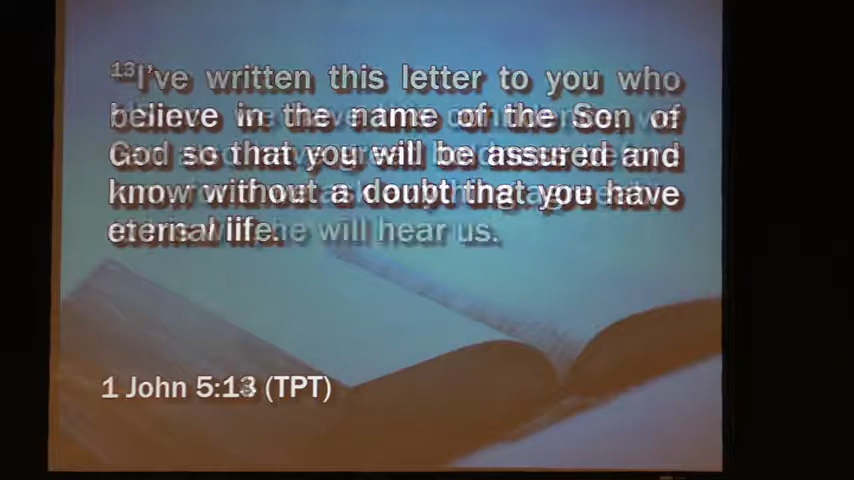 13I've written this letter to you who
believe in the name of the Son of
God so that you will be assured and
know without a doubt that you have
eternal life. he will hear us.
1 John 5:13 (TPT)